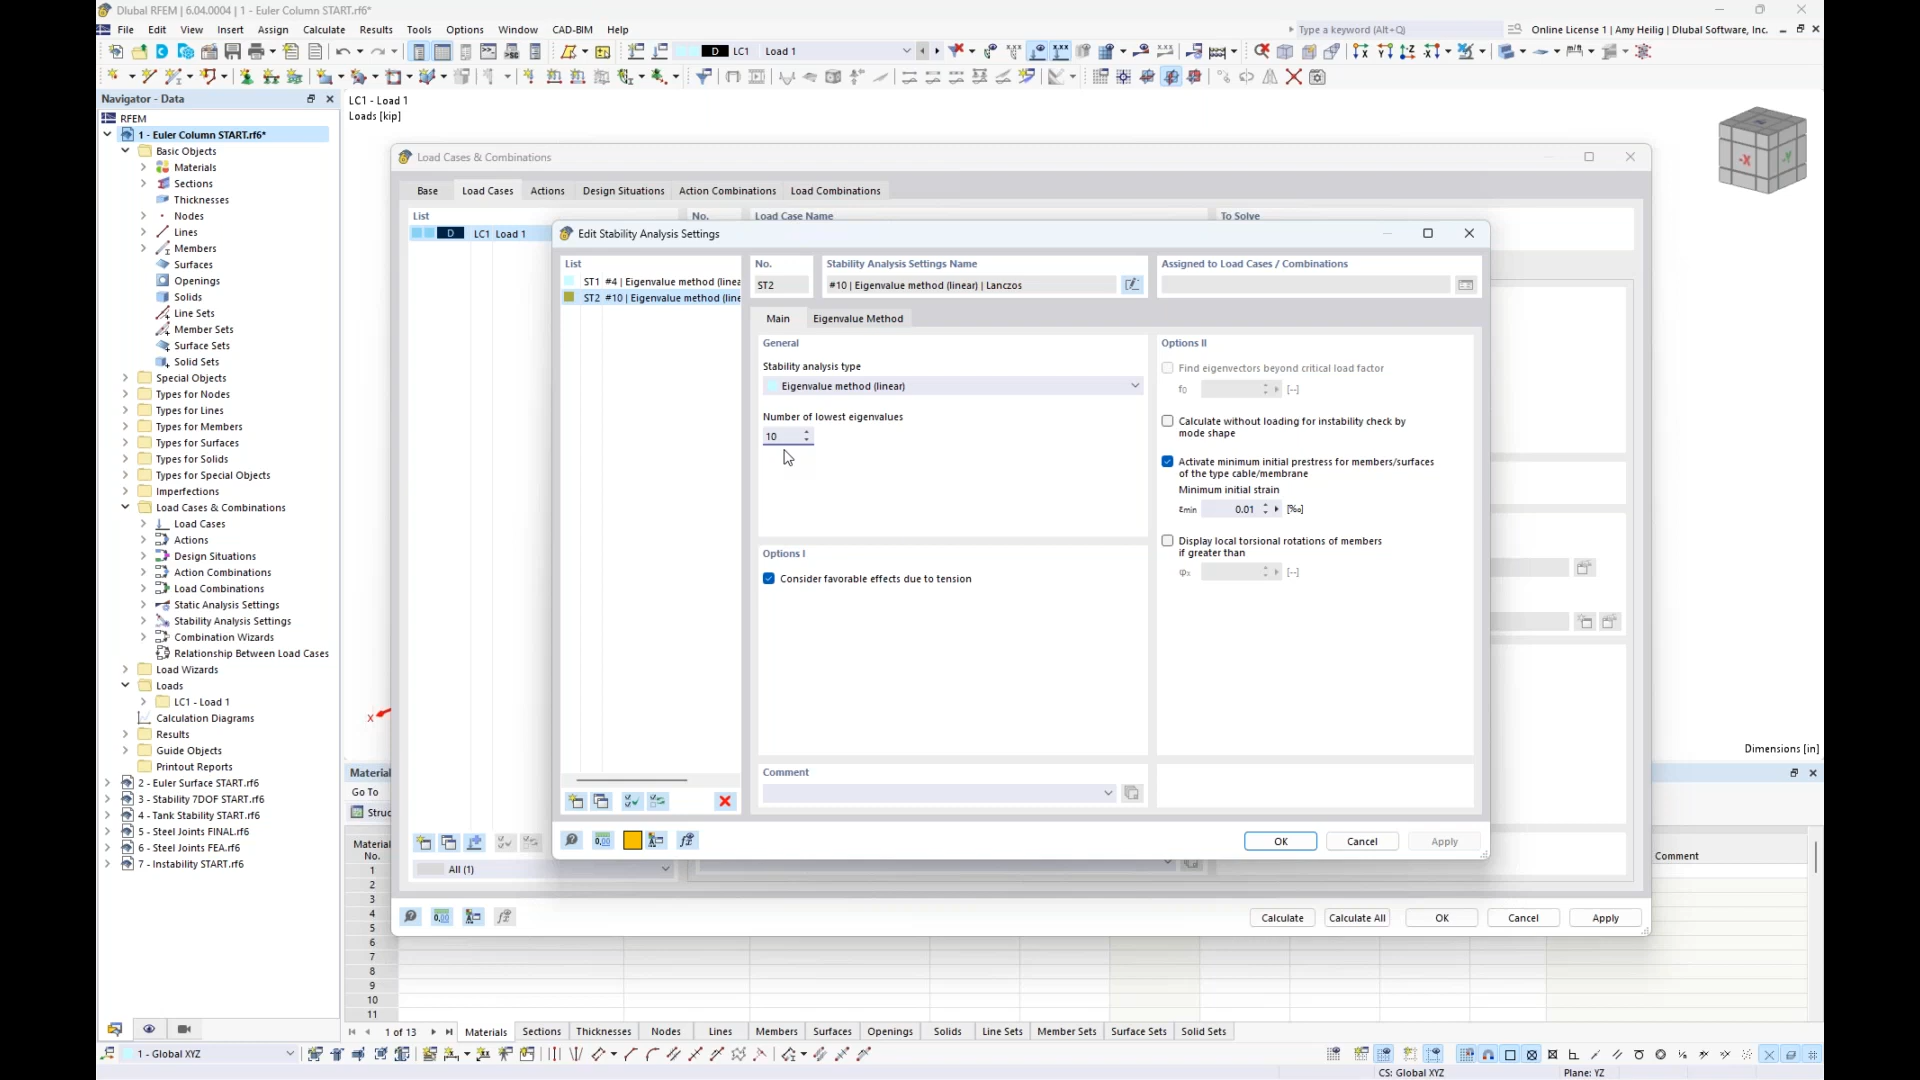 Dlubal RFEM | 6.04.0004 | 1 - Euler Column START.rf6*
File Edit View Insert Assign Calculate Results Tools Options Window CAD-BIM Help
Type a keyword (Alt+Q)
Online License 1 | Amy Heilig | Dlubal Software, Inc.
D LC1 Load 1
Navigator - Data
RFEM
1 - Euler Column START.rf6*
Basic Objects
Materials
Sections
Thicknesses
Nodes
Lines
Members
Surfaces
Openings
Solids
Line Sets
Member Sets
Surface Sets
Solid Sets
Special Objects
Types for Nodes
Types for Lines
Types for Members
Types for Surfaces
Types for Solids
Types for Special Objects
Imperfections
Load Cases & Combinations
Load Cases
Actions
Design Situations
Action Combinations
Load Combinations
Static Analysis Settings
Stability Analysis Settings
Combination Wizards
Relationship Between Load Cases
Load Wizards
Loads
LC1 - Load 1
Calculation Diagrams
Results
Guide Objects
Printout Reports
2 - Euler Surface START.rf6
3 - Stability 7DOF START.rf6
4 - Tank Stability START.rf6
5 - Steel Joints FINAL.rf6
6 - Steel Joints FEA.rf6
7 - Instability START.rf6
LC1 - Load 1
Loads [kip]
-X -Y
X
Dimensions [in]
Load Cases & Combinations
Base Load Cases Actions Design Situations Action Combinations Load Combinations
List No. Load Case Name To Solve
D LC1 Load 1
All (1)
Calculate Calculate All OK Cancel Apply
Edit Stability Analysis Settings
List
ST1 #4 | Eigenvalue method (linea
ST2 #10 | Eigenvalue method (line
No.
ST2
Stability Analysis Settings Name
#10 | Eigenvalue method (linear) | Lanczos
Assigned to Load Cases / Combinations
Main Eigenvalue Method
General
Stability analysis type
Eigenvalue method (linear)
Number of lowest eigenvalues
10
Options I
Consider favorable effects due to tension
Comment
Options II
Find eigenvectors beyond critical load factor
f0 [--]
Calculate without loading for instability check by
mode shape
Activate minimum initial prestress for members/surfaces
of the type cable/membrane
Minimum initial strain
εmin 0.01 [‰]
Display local torsional rotations of members
if greater than
φx [--]
OK Cancel Apply
Material
Go To
Struc
Material
No.
Comment
1
2
3
4
5
6
7
8
9
10
11
1 of 13 Materials Sections Thicknesses Nodes Lines Members Surfaces Openings Solids Line Sets Member Sets Surface Sets Solid Sets
1 - Global XYZ
CS: Global XYZ Plane: YZ